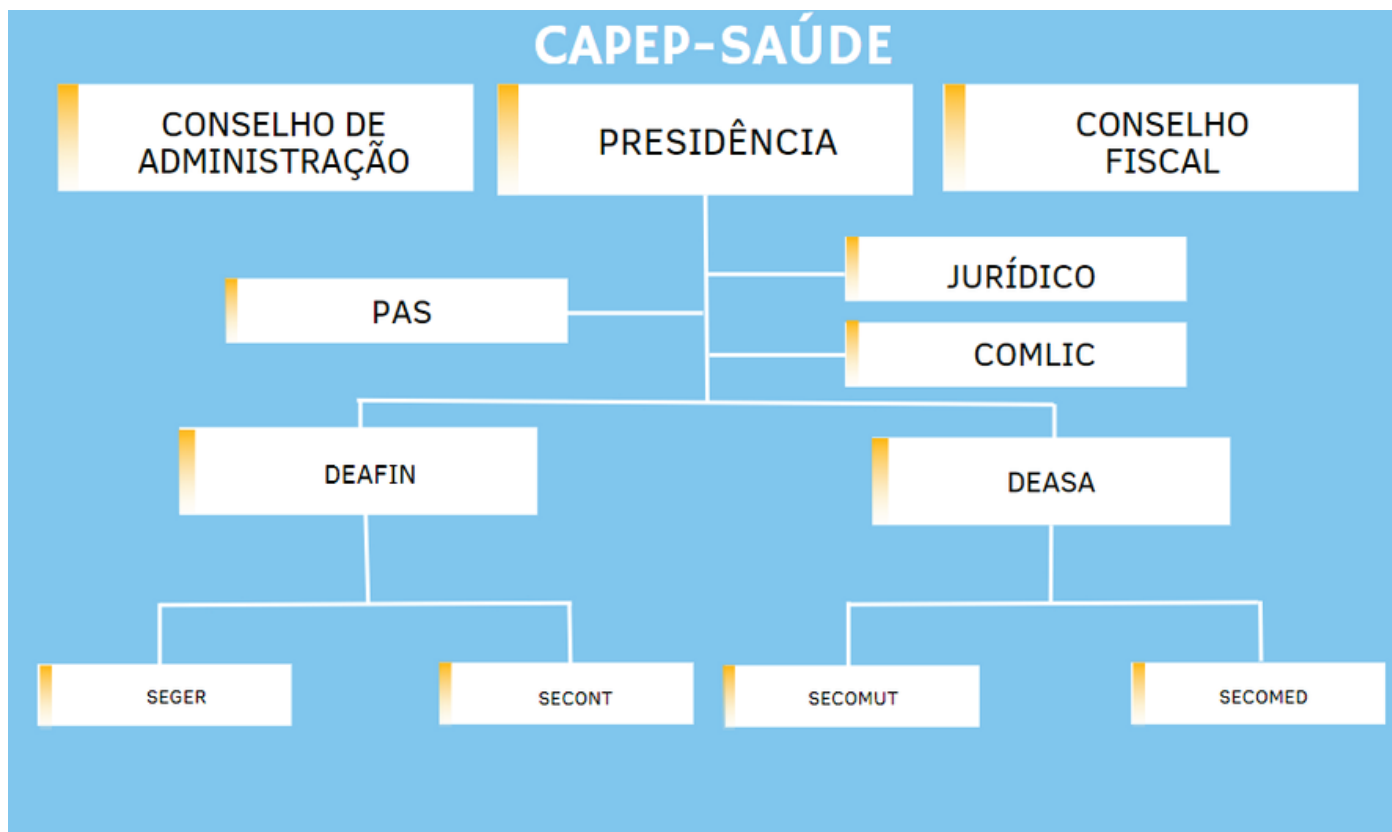 CAPEP-SAÚDE
CONSELHO DE
ADMINISTRAÇÃO
PRESIDÊNCIA
CONSELHO
FISCAL
JURÍDICO
PAS
COMLIC
DEAFIN
DEASA
SEGER
SECONT
SECOMUT
SECOMED